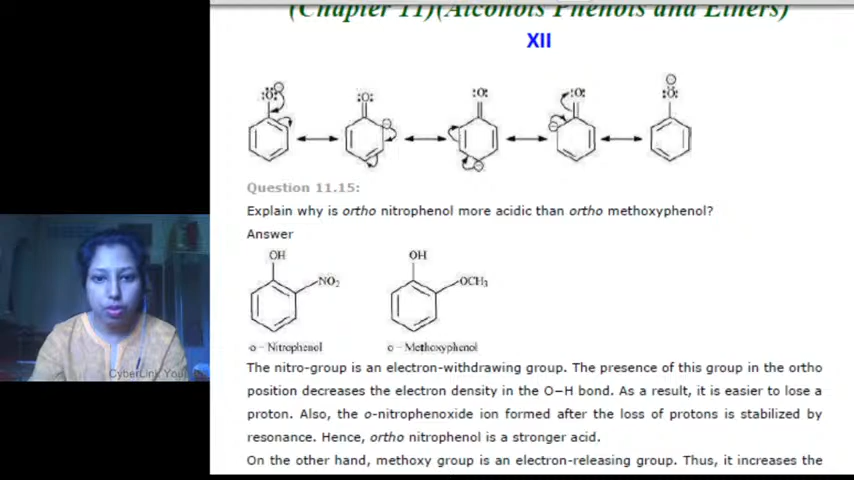 (Chapter 11)(Alcohols Phenols and Ethers)
XII
:O: :O: :O: :O: :O:
Question 11.15:
Explain why is ortho nitrophenol more acidic than ortho methoxyphenol?
Answer
OH OH
NO₂ OCH₃
o – Nitrophenol o – Methoxyphenol
The nitro-group is an electron-withdrawing group. The presence of this group in the ortho
position decreases the electron density in the O−H bond. As a result, it is easier to lose a
proton. Also, the o-nitrophenoxide ion formed after the loss of protons is stabilized by
resonance. Hence, ortho nitrophenol is a stronger acid.
On the other hand, methoxy group is an electron-releasing group. Thus, it increases the
CyberLink